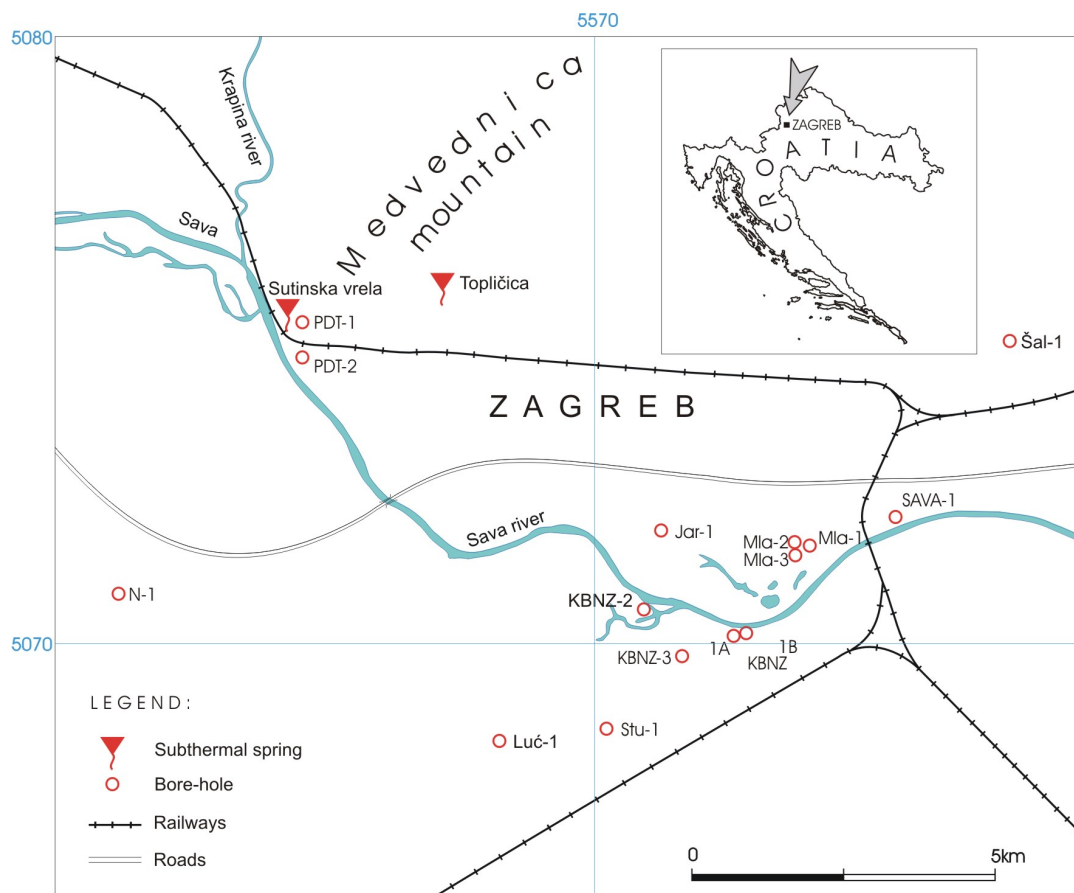 5570
5080
Krapina river
Medvednica
mountain
ZAGREB
CROATIA
Sava
Sutinska vrela
Topličica
PDT-1
PDT-2
Šal-1
ZAGREB
SAVA-1
Sava river
Jar-1
Mla-2
Mla-1
Mla-3
N-1
KBNZ-2
5070
KBNZ-3
1A
1B
KBNZ
Luć-1
Stu-1
LEGEND:
Subthermal spring
Bore-hole
Railways
Roads
0
5km